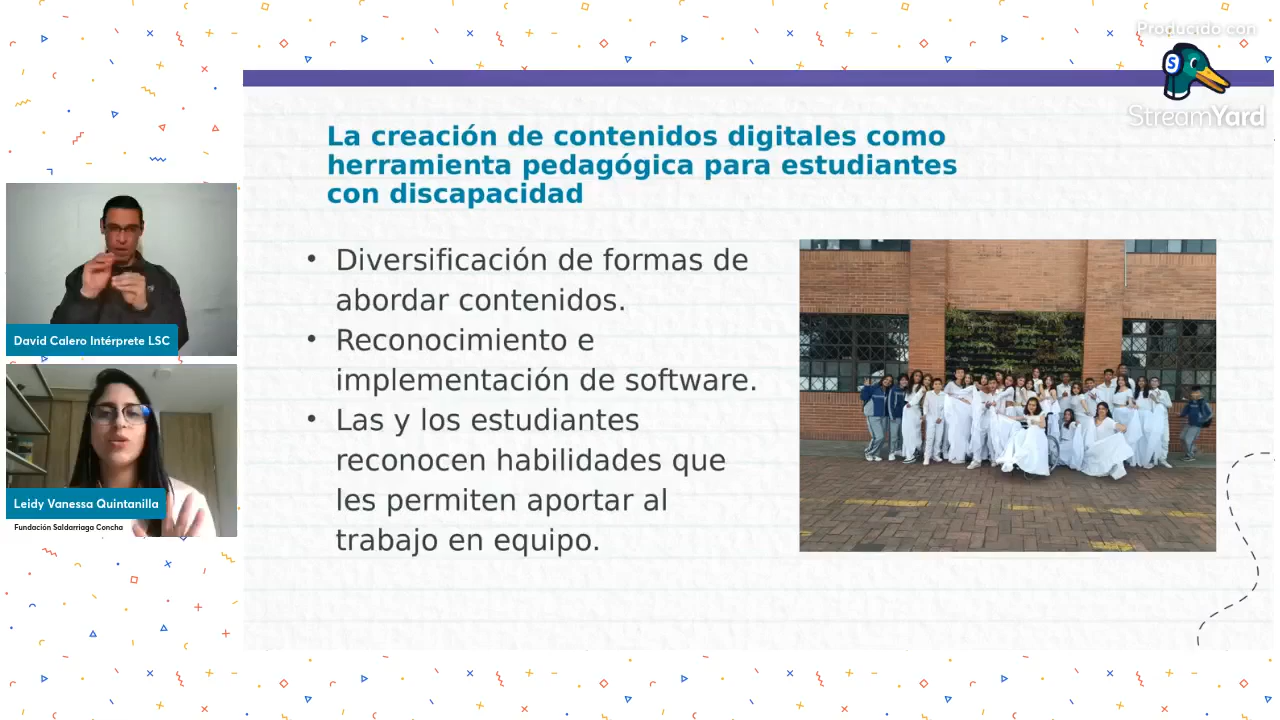 Producido con
StreamYard
La creación de contenidos digitales como
herramienta pedagógica para estudiantes
con discapacidad
• Diversificación de formas de
abordar contenidos.
• Reconocimiento e
implementación de software.
• Las y los estudiantes
reconocen habilidades que
les permiten aportar al
trabajo en equipo.
David Calero Intérprete LSC
Leidy Vanessa Quintanilla
Fundación Saldarriaga Concha